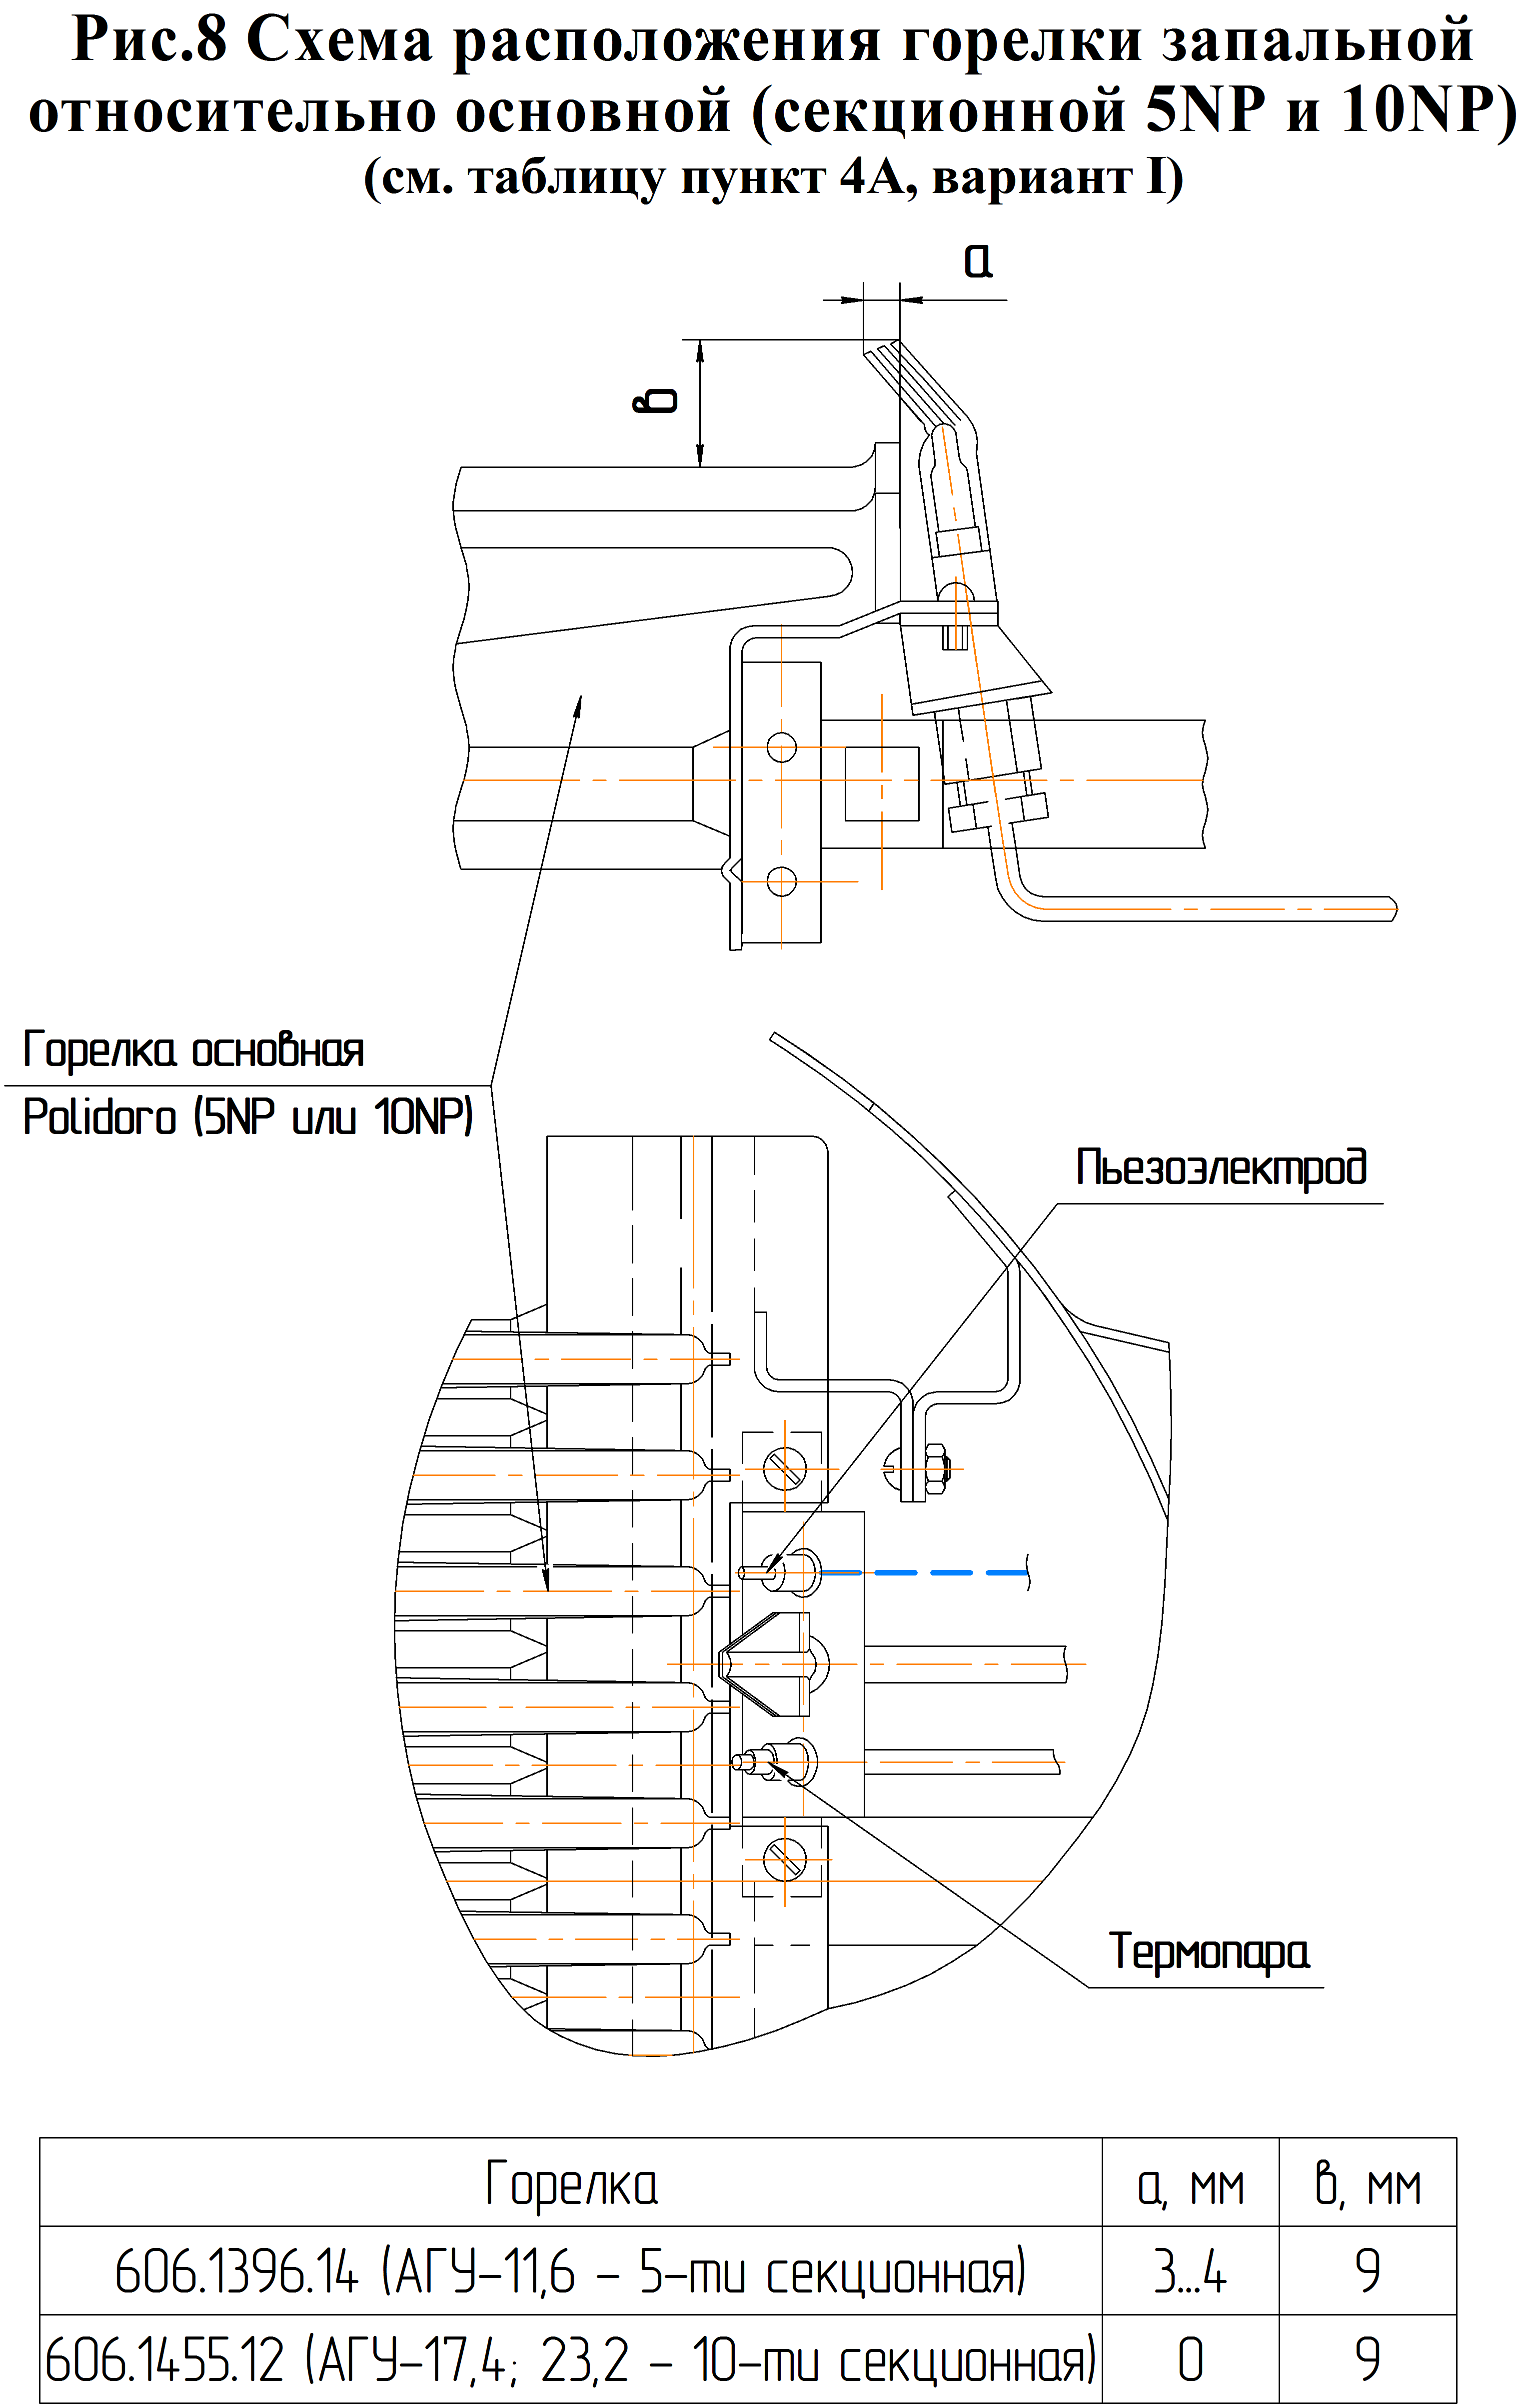 Рис.8 Схема расположения горелки запальной
относительно основной (секционной 5NP и 10NP)
(см. таблицу пункт 4А, вариант I)
а
в
Горелка основная
Polidoro (5NP или 10NP)
Пьезоэлектрод
Термопара
Горелка а, мм в, мм
606.1396.14 (АГУ-11,6 - 5-ти секционная) 3...4 9
606.1455.12 (АГУ-17,4; 23,2 - 10-ти секционная) 0 9